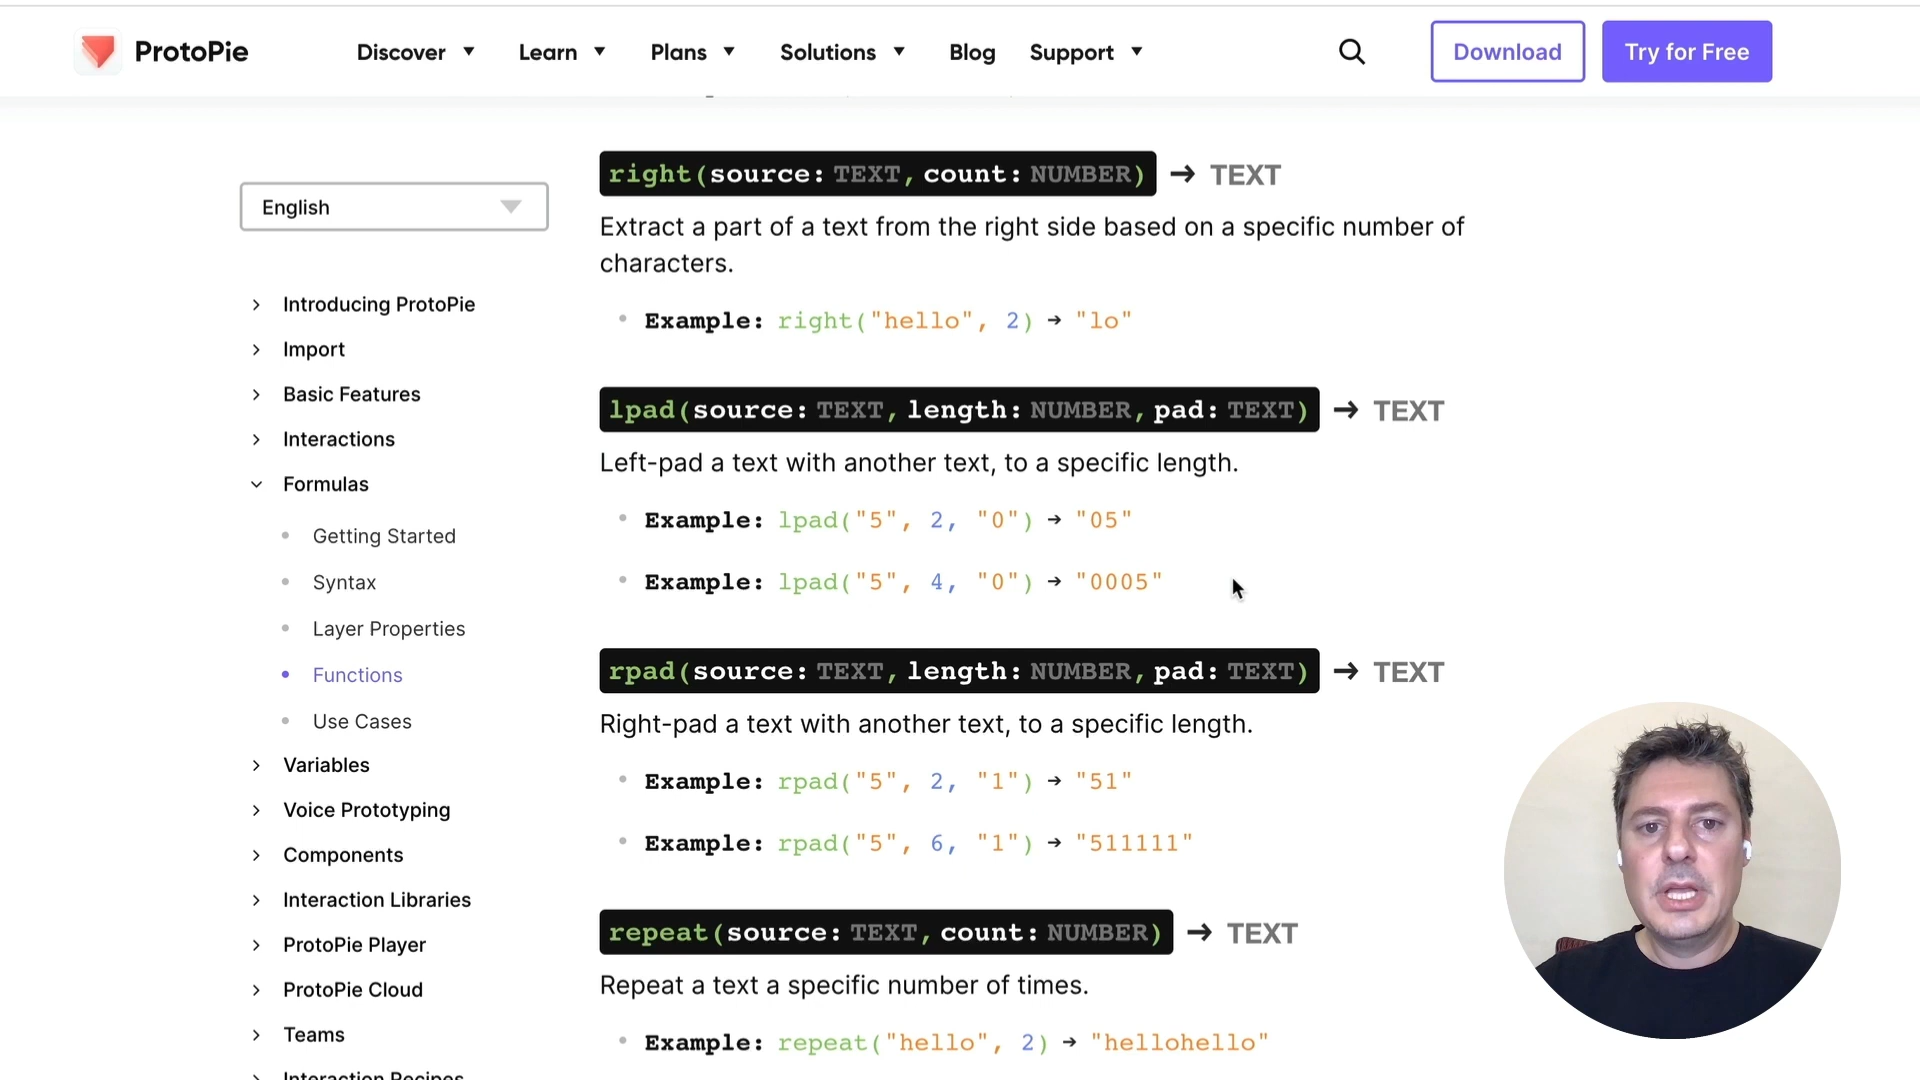 ProtoPie
Discover
Learn
Plans
Solutions
Blog
Support
Download
Try for Free
English
Introducing ProtoPie
Import
Basic Features
Interactions
Formulas
Getting Started
Syntax
Layer Properties
Functions
Use Cases
Variables
Voice Prototyping
Components
Interaction Libraries
ProtoPie Player
ProtoPie Cloud
Teams
Interaction Recipes
right(source: TEXT, count: NUMBER) → TEXT
Extract a part of a text from the right side based on a specific number of
characters.
Example: right("hello", 2) → "lo"
lpad(source: TEXT, length: NUMBER, pad: TEXT) → TEXT
Left-pad a text with another text, to a specific length.
Example: lpad("5", 2, "0") → "05"
Example: lpad("5", 4, "0") → "0005"
rpad(source: TEXT, length: NUMBER, pad: TEXT) → TEXT
Right-pad a text with another text, to a specific length.
Example: rpad("5", 2, "1") → "51"
Example: rpad("5", 6, "1") → "511111"
repeat(source: TEXT, count: NUMBER) → TEXT
Repeat a text a specific number of times.
Example: repeat("hello", 2) → "hellohello"